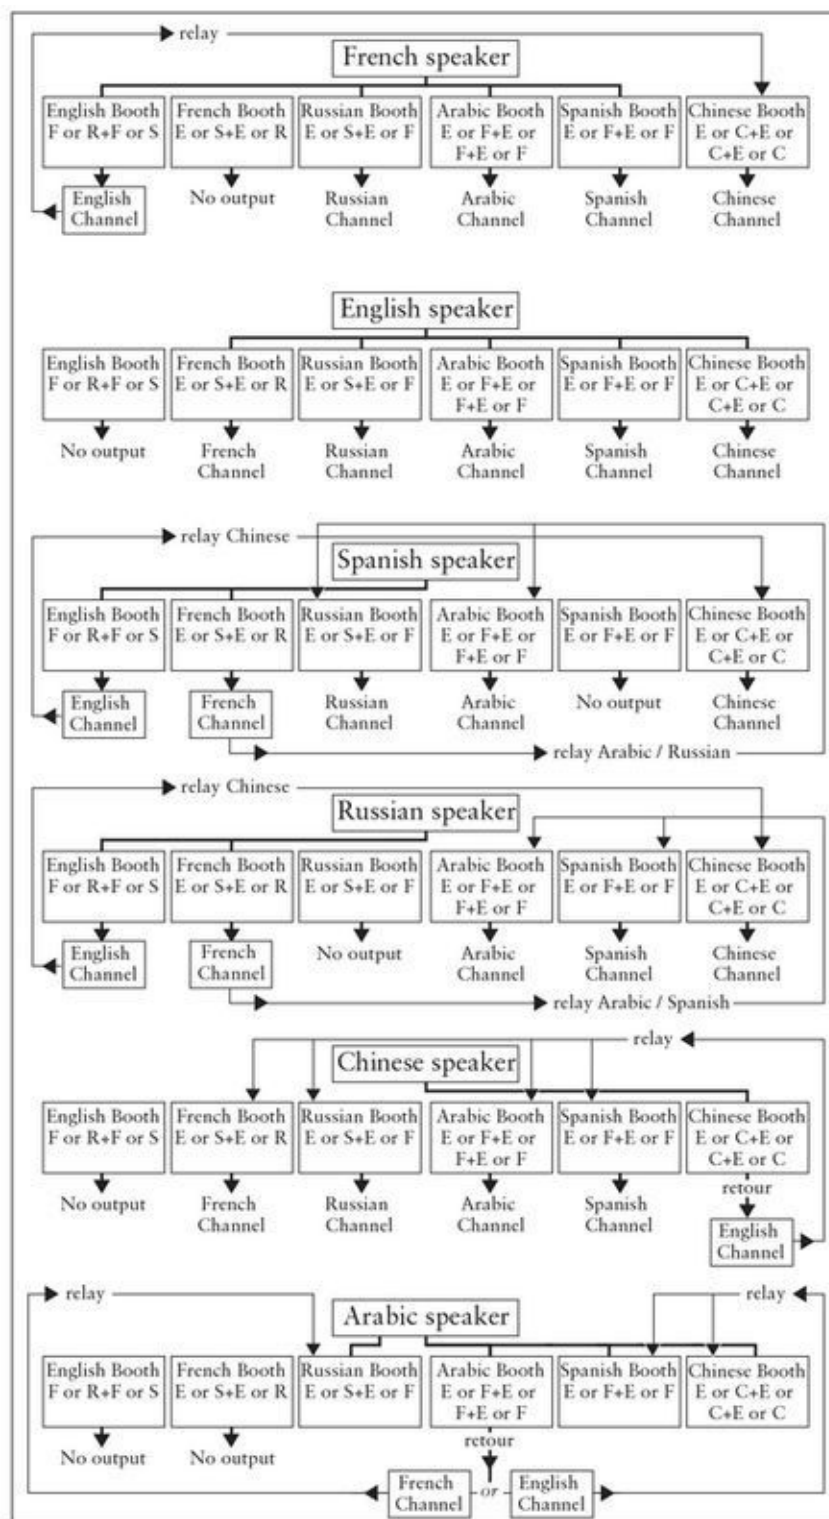 relay
French speaker
English Booth French Booth Russian Booth Arabic Booth Spanish Booth Chinese Booth
F or R+F or S E or S+E or R E or S+E or F E or F+E or E or F+E or F E or C+E or
F+E or F C+E or C
English No output Russian Arabic Spanish Chinese
Channel Channel Channel Channel Channel
English speaker
English Booth French Booth Russian Booth Arabic Booth Spanish Booth Chinese Booth
F or R+F or S E or S+E or R E or S+E or F E or F+E or E or F+E or F E or C+E or
F+E or F C+E or C
No output French Russian Arabic Spanish Chinese
Channel Channel Channel Channel Channel
relay Chinese
Spanish speaker
English Booth French Booth Russian Booth Arabic Booth Spanish Booth Chinese Booth
F or R+F or S E or S+E or R E or S+E or F E or F+E or E or F+E or F E or C+E or
F+E or F C+E or C
English French Russian Arabic No output Chinese
Channel Channel Channel Channel Channel
relay Arabic / Russian
relay Chinese
Russian speaker
English Booth French Booth Russian Booth Arabic Booth Spanish Booth Chinese Booth
F or R+F or S E or S+E or R E or S+E or F E or F+E or E or F+E or F E or C+E or
F+E or F C+E or C
English French No output Arabic Spanish Chinese
Channel Channel Channel Channel Channel
relay Arabic / Spanish
relay
Chinese speaker
English Booth French Booth Russian Booth Arabic Booth Spanish Booth Chinese Booth
F or R+F or S E or S+E or R E or S+E or F E or F+E or E or F+E or F E or C+E or
F+E or F C+E or C
retour
No output French Russian Arabic Spanish English
Channel Channel Channel Channel Channel
relay relay
Arabic speaker
English Booth French Booth Russian Booth Arabic Booth Spanish Booth Chinese Booth
F or R+F or S E or S+E or R E or S+E or F E or F+E or E or F+E or F E or C+E or
F+E or F C+E or C
retour
No output No output
French or English
Channel Channel